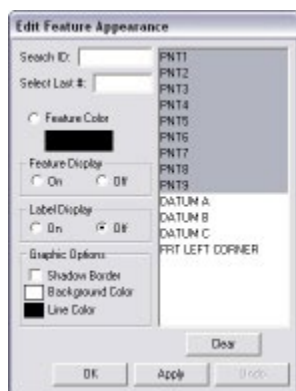 Edit Feature Appearance
Search ID:
Select Last #:
Feature Color
Feature Display
On Off
Label Display
On Off
Graphic Options
Shadow Border
Background Color
Line Color
PNT1
PNT2
PNT3
PNT4
PNT5
PNT6
PNT7
PNT8
PNT9
DATUM A
DATUM B
DATUM C
FRT LEFT CORNER
Clear
OK Apply Undo